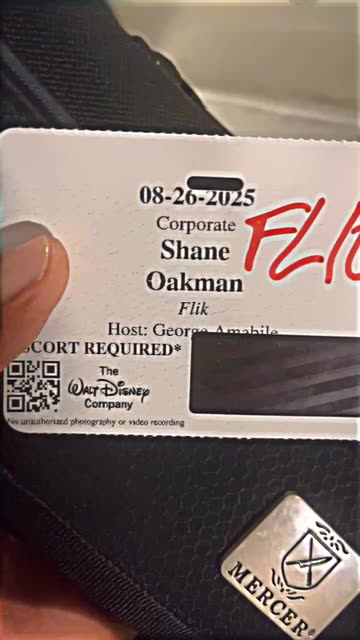 08-26-2025
Corporate
Shane
Oakman
Flik
Host: George Amabile
SCORT REQUIRED*
The
WALT DISNEY
Company
No unauthorized photography or video recording
FLI
MERCER